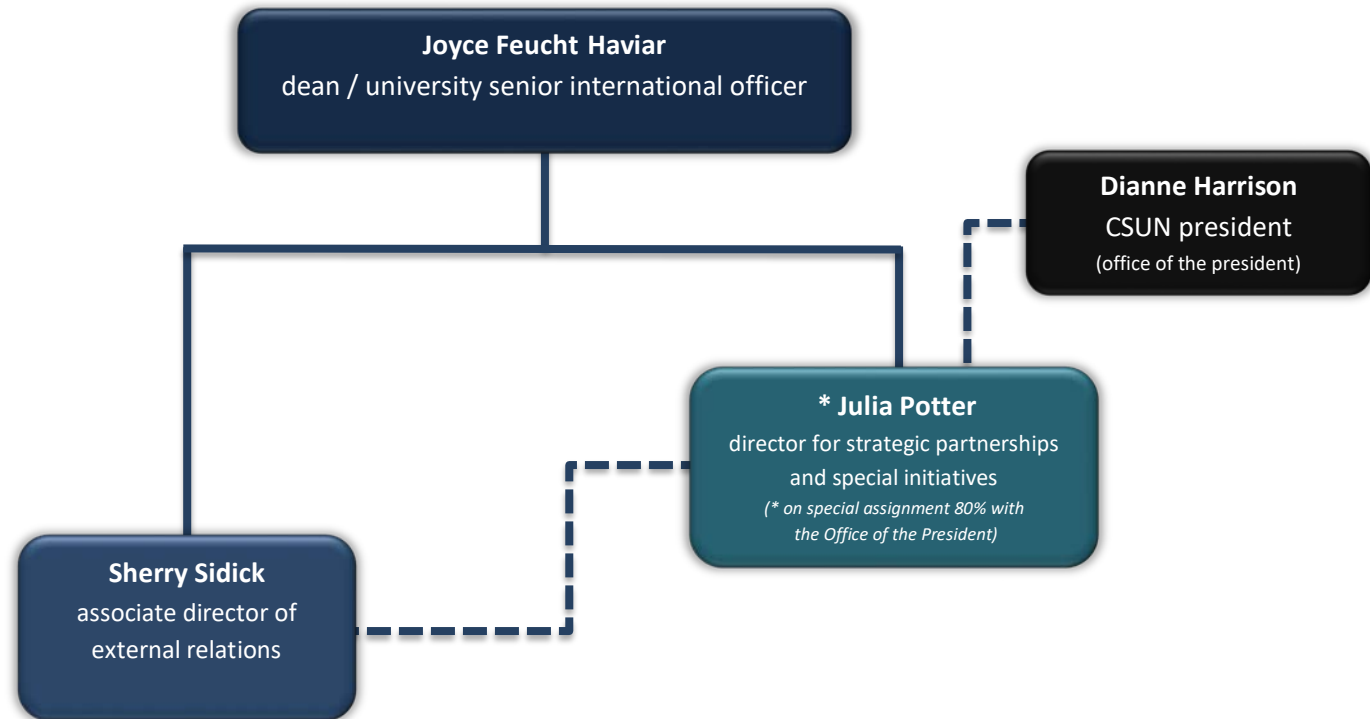 Joyce Feucht Haviar
dean / university senior international officer
Dianne Harrison
CSUN president
(office of the president)
* Julia Potter
director for strategic partnerships
and special initiatives
(* on special assignment 80% with
the Office of the President)
Sherry Sidick
associate director of
external relations